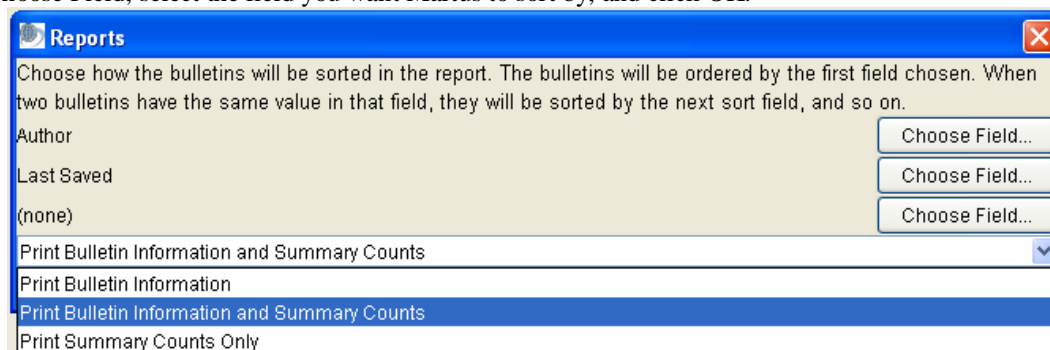 Choose Field, select the field you want Martus to sort by, and click OK.
Reports
Choose how the bulletins will be sorted in the report. The bulletins will be ordered by the first field chosen. When
two bulletins have the same value in that field, they will be sorted by the next sort field, and so on.
Author Choose Field...
Last Saved Choose Field...
(none) Choose Field...
Print Bulletin Information and Summary Counts
Print Bulletin Information
Print Bulletin Information and Summary Counts
Print Summary Counts Only